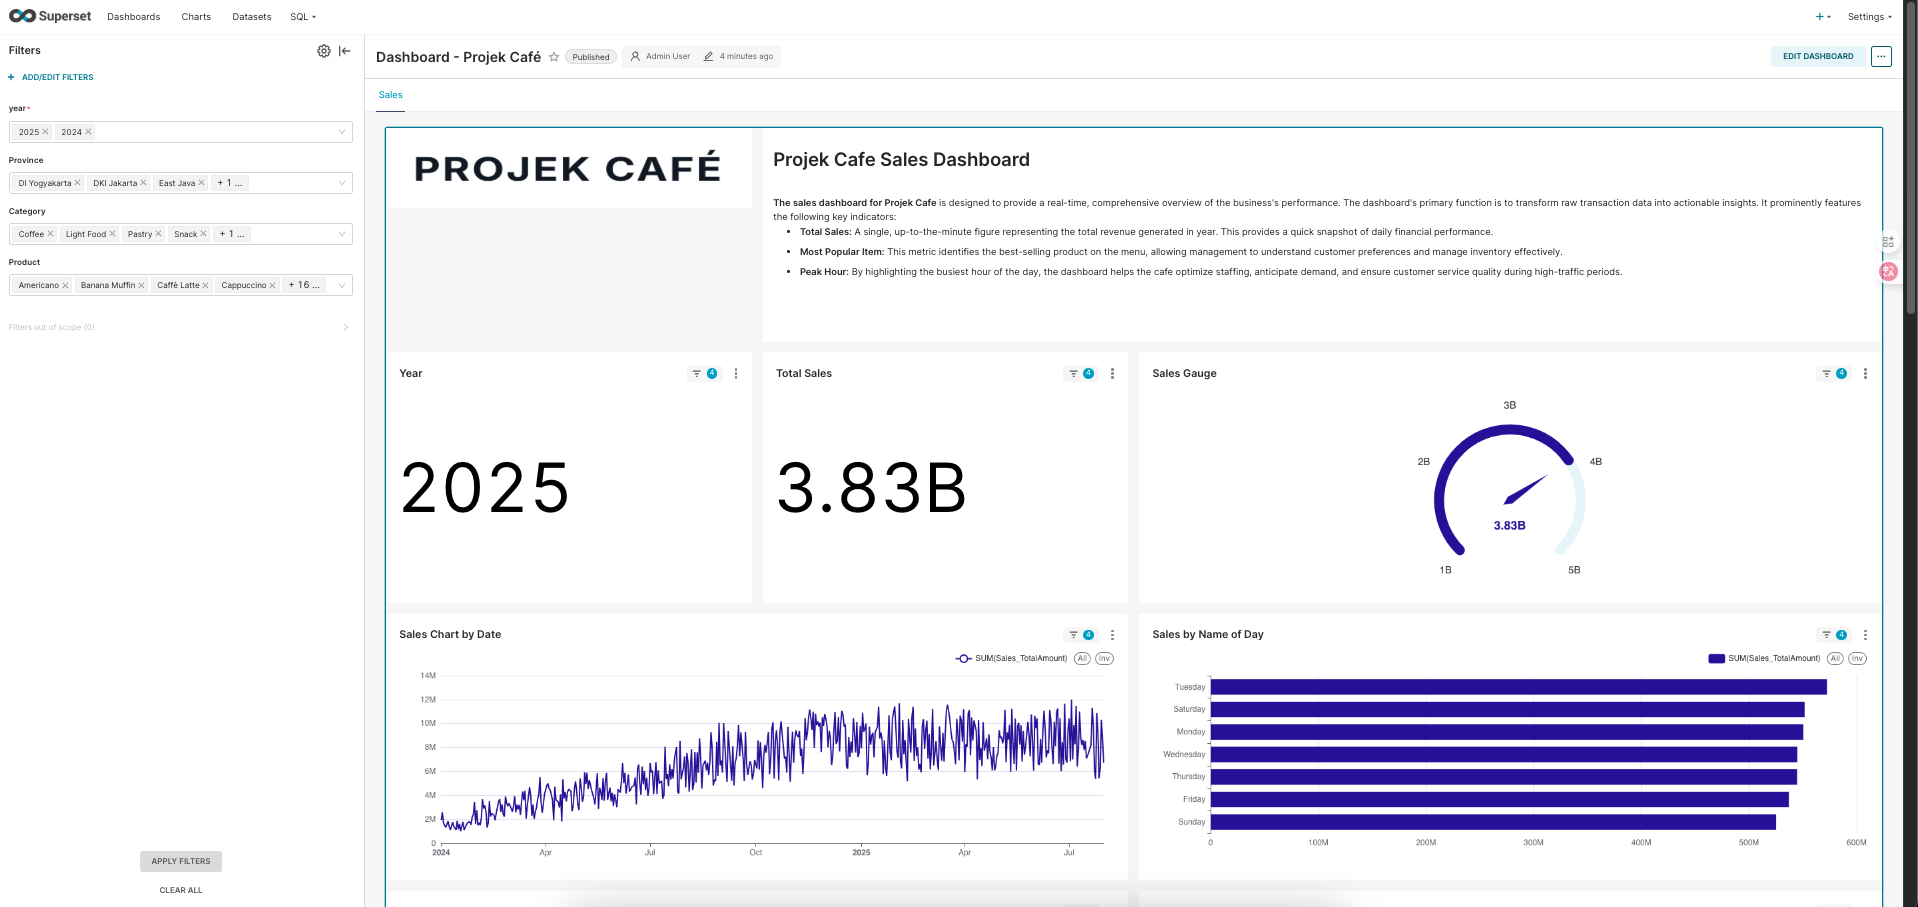 Superset Dashboards Charts Datasets SQL
+ Settings
Filters
+ ADD/EDIT FILTERS
year*
2025 2024
Province
DI Yogyakarta DKI Jakarta East Java + 1 ...
Category
Coffee Light Food Pastry Snack + 1 ...
Product
Americano Banana Muffin Caffè Latte Cappuccino + 16 ...
Filters out of scope (0)
APPLY FILTERS
CLEAR ALL
Dashboard - Projek Café Published Admin User 4 minutes ago
EDIT DASHBOARD ...
Sales
PROJEK CAFÉ
Projek Cafe Sales Dashboard
The sales dashboard for Projek Cafe is designed to provide a real-time, comprehensive overview of the business's performance. The dashboard's primary function is to transform raw transaction data into actionable insights. It prominently features
the following key indicators:
• Total Sales: A single, up-to-the-minute figure representing the total revenue generated in year. This provides a quick snapshot of daily financial performance.
• Most Popular Item: This metric identifies the best-selling product on the menu, allowing management to understand customer preferences and manage inventory effectively.
• Peak Hour: By highlighting the busiest hour of the day, the dashboard helps the cafe optimize staffing, anticipate demand, and ensure customer service quality during high-traffic periods.
Year 4
2025
Total Sales 4
3.83B
Sales Gauge 4
3B
2B 4B
3.83B
1B 5B
Sales Chart by Date 4
SUM(Sales_TotalAmount) All Inv
14M
12M
10M
8M
6M
4M
2M
0
2024 Apr Jul Oct 2025 Apr Jul
Sales by Name of Day 4
SUM(Sales_TotalAmount) All Inv
Tuesday
Saturday
Monday
Wednesday
Thursday
Friday
Sunday
0 100M 200M 300M 400M 500M 600M